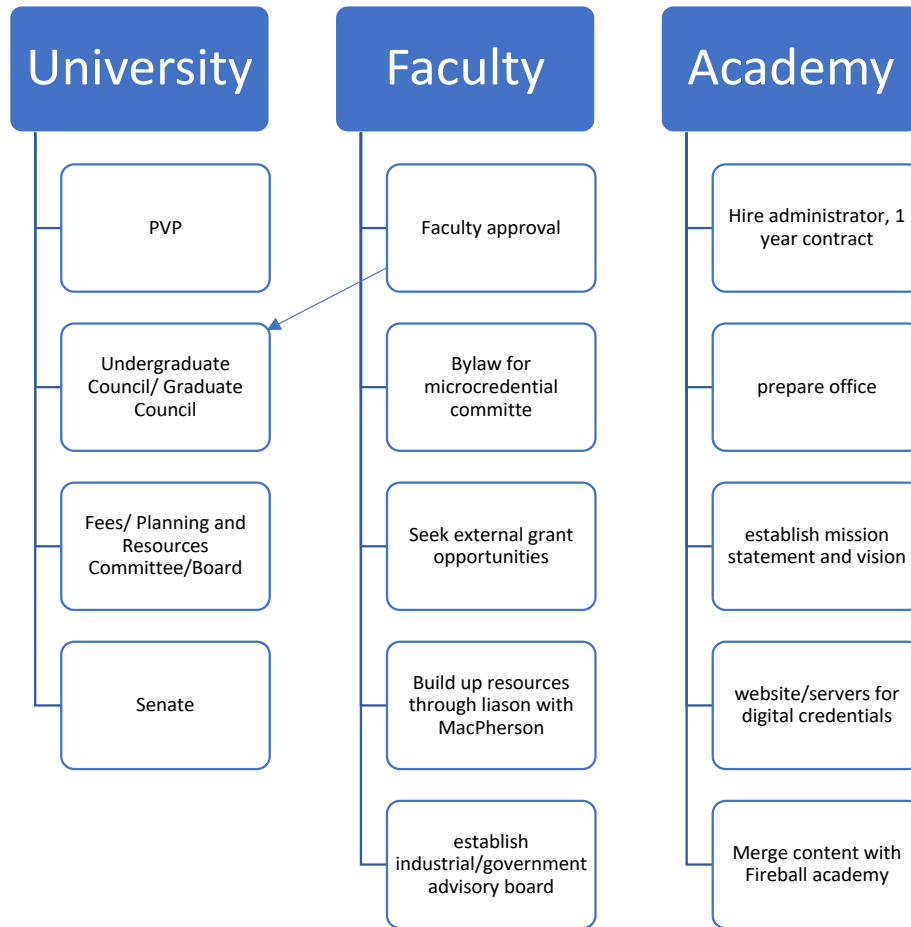 University
PVP
Undergraduate
Council/ Graduate
Council
Fees/ Planning and
Resources
Committee/Board
Senate
Faculty
Faculty approval
Bylaw for
microcredential
committe
Seek external grant
opportunities
Build up resources
through liason with
MacPherson
establish
industrial/government
advisory board
Academy
Hire administrator, 1
year contract
prepare office
establish mission
statement and vision
website/servers for
digital credentials
Merge content with
Fireball academy